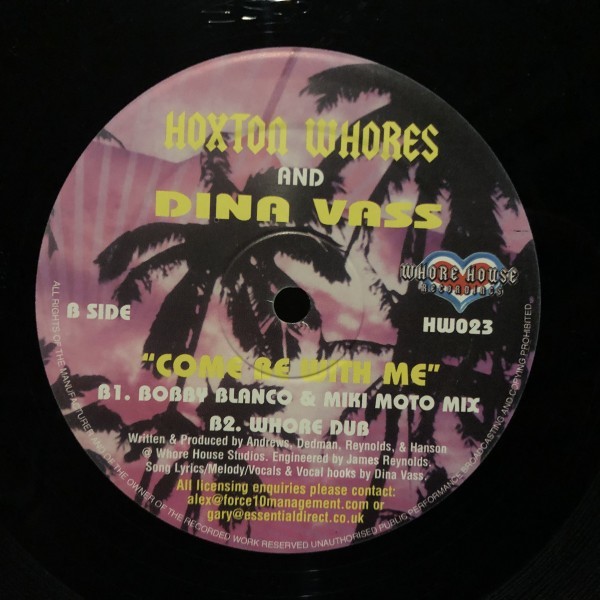 HOXTON WHORES
AND
DINA VASS
WHORE HOUSE
RECORDINGS
B SIDE
HW023
"COME BE WITH ME"
B1. BOBBY BLANCO & MIKI MOTO MIX
B2. WHORE DUB
Written & Produced by Andrews, Dedman, Reynolds, & Hanson
@ Whore House Studios. Engineered by James Reynolds.
Song Lyrics/Melody/Vocals & Vocal hooks by Dina Vass.
All licensing enquiries please contact:
alex@force10management.com or
gary@essentialdirect.co.uk
ALL RIGHTS OF THE MANUFACTURER AND OF THE OWNER OF THE RECORDED WORK RESERVED UNAUTHORISED PUBLIC PERFORMANCE BROADCASTING AND COPYING PROHIBITED